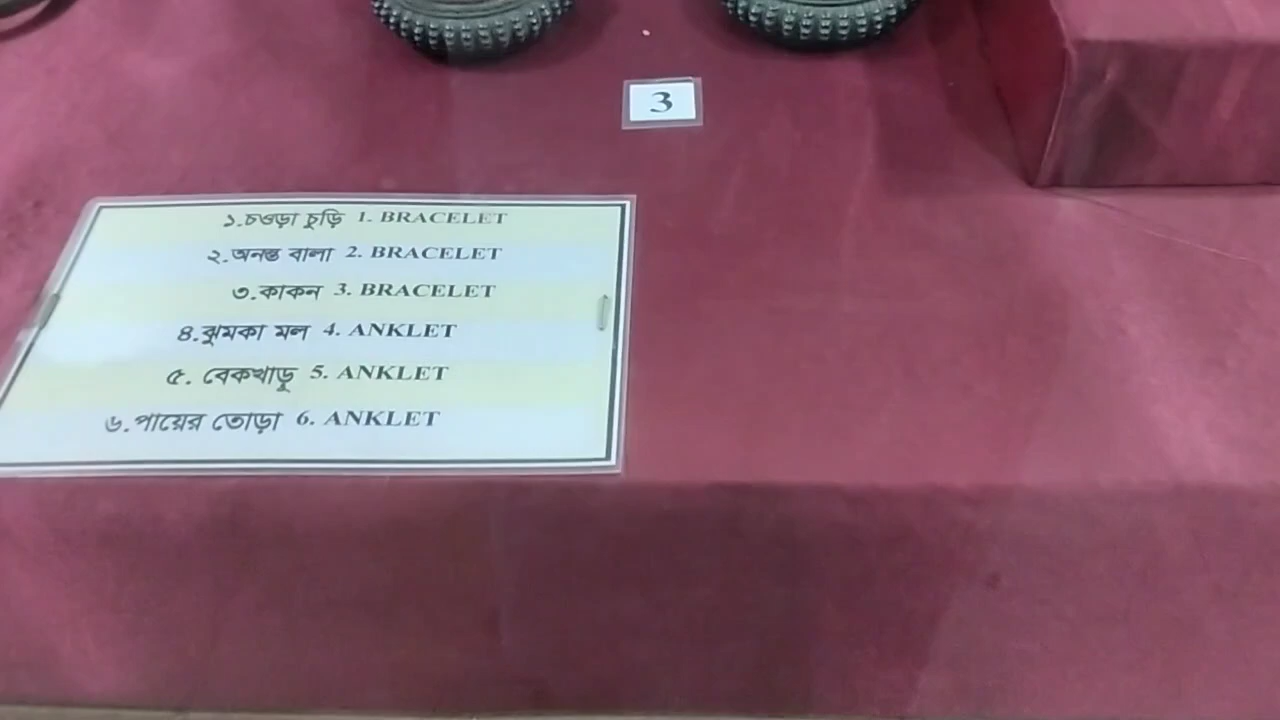 3
১.চওড়া চুড়ি 1. BRACELET
২.অনন্ত বালা 2. BRACELET
৩.কাকন 3. BRACELET
৪.ঝুমকা মল 4. ANKLET
৫. বেকখাড়ু 5. ANKLET
৬.পায়ের তোড়া 6. ANKLET